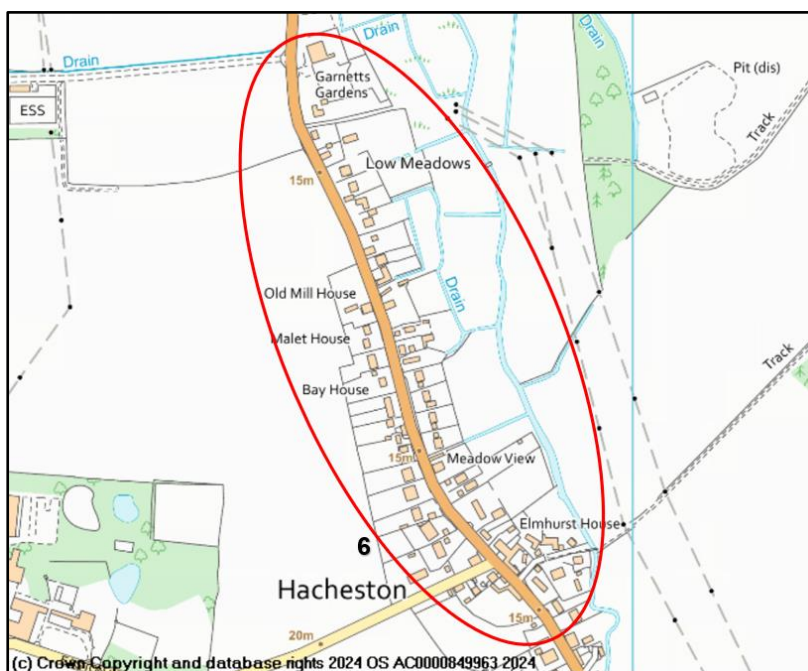 Drain
Drain
Pit (dis)
Garnetts
Gardens
ESS
Track
Low Meadows
15m
Old Mill House
Drain
Malet House
Track
Bay House
15m
Meadow View
Elmhurst House
6
Hacheston
15m
20m
(c) Crown Copyright and database rights 2024 OS AC0000849963 2024